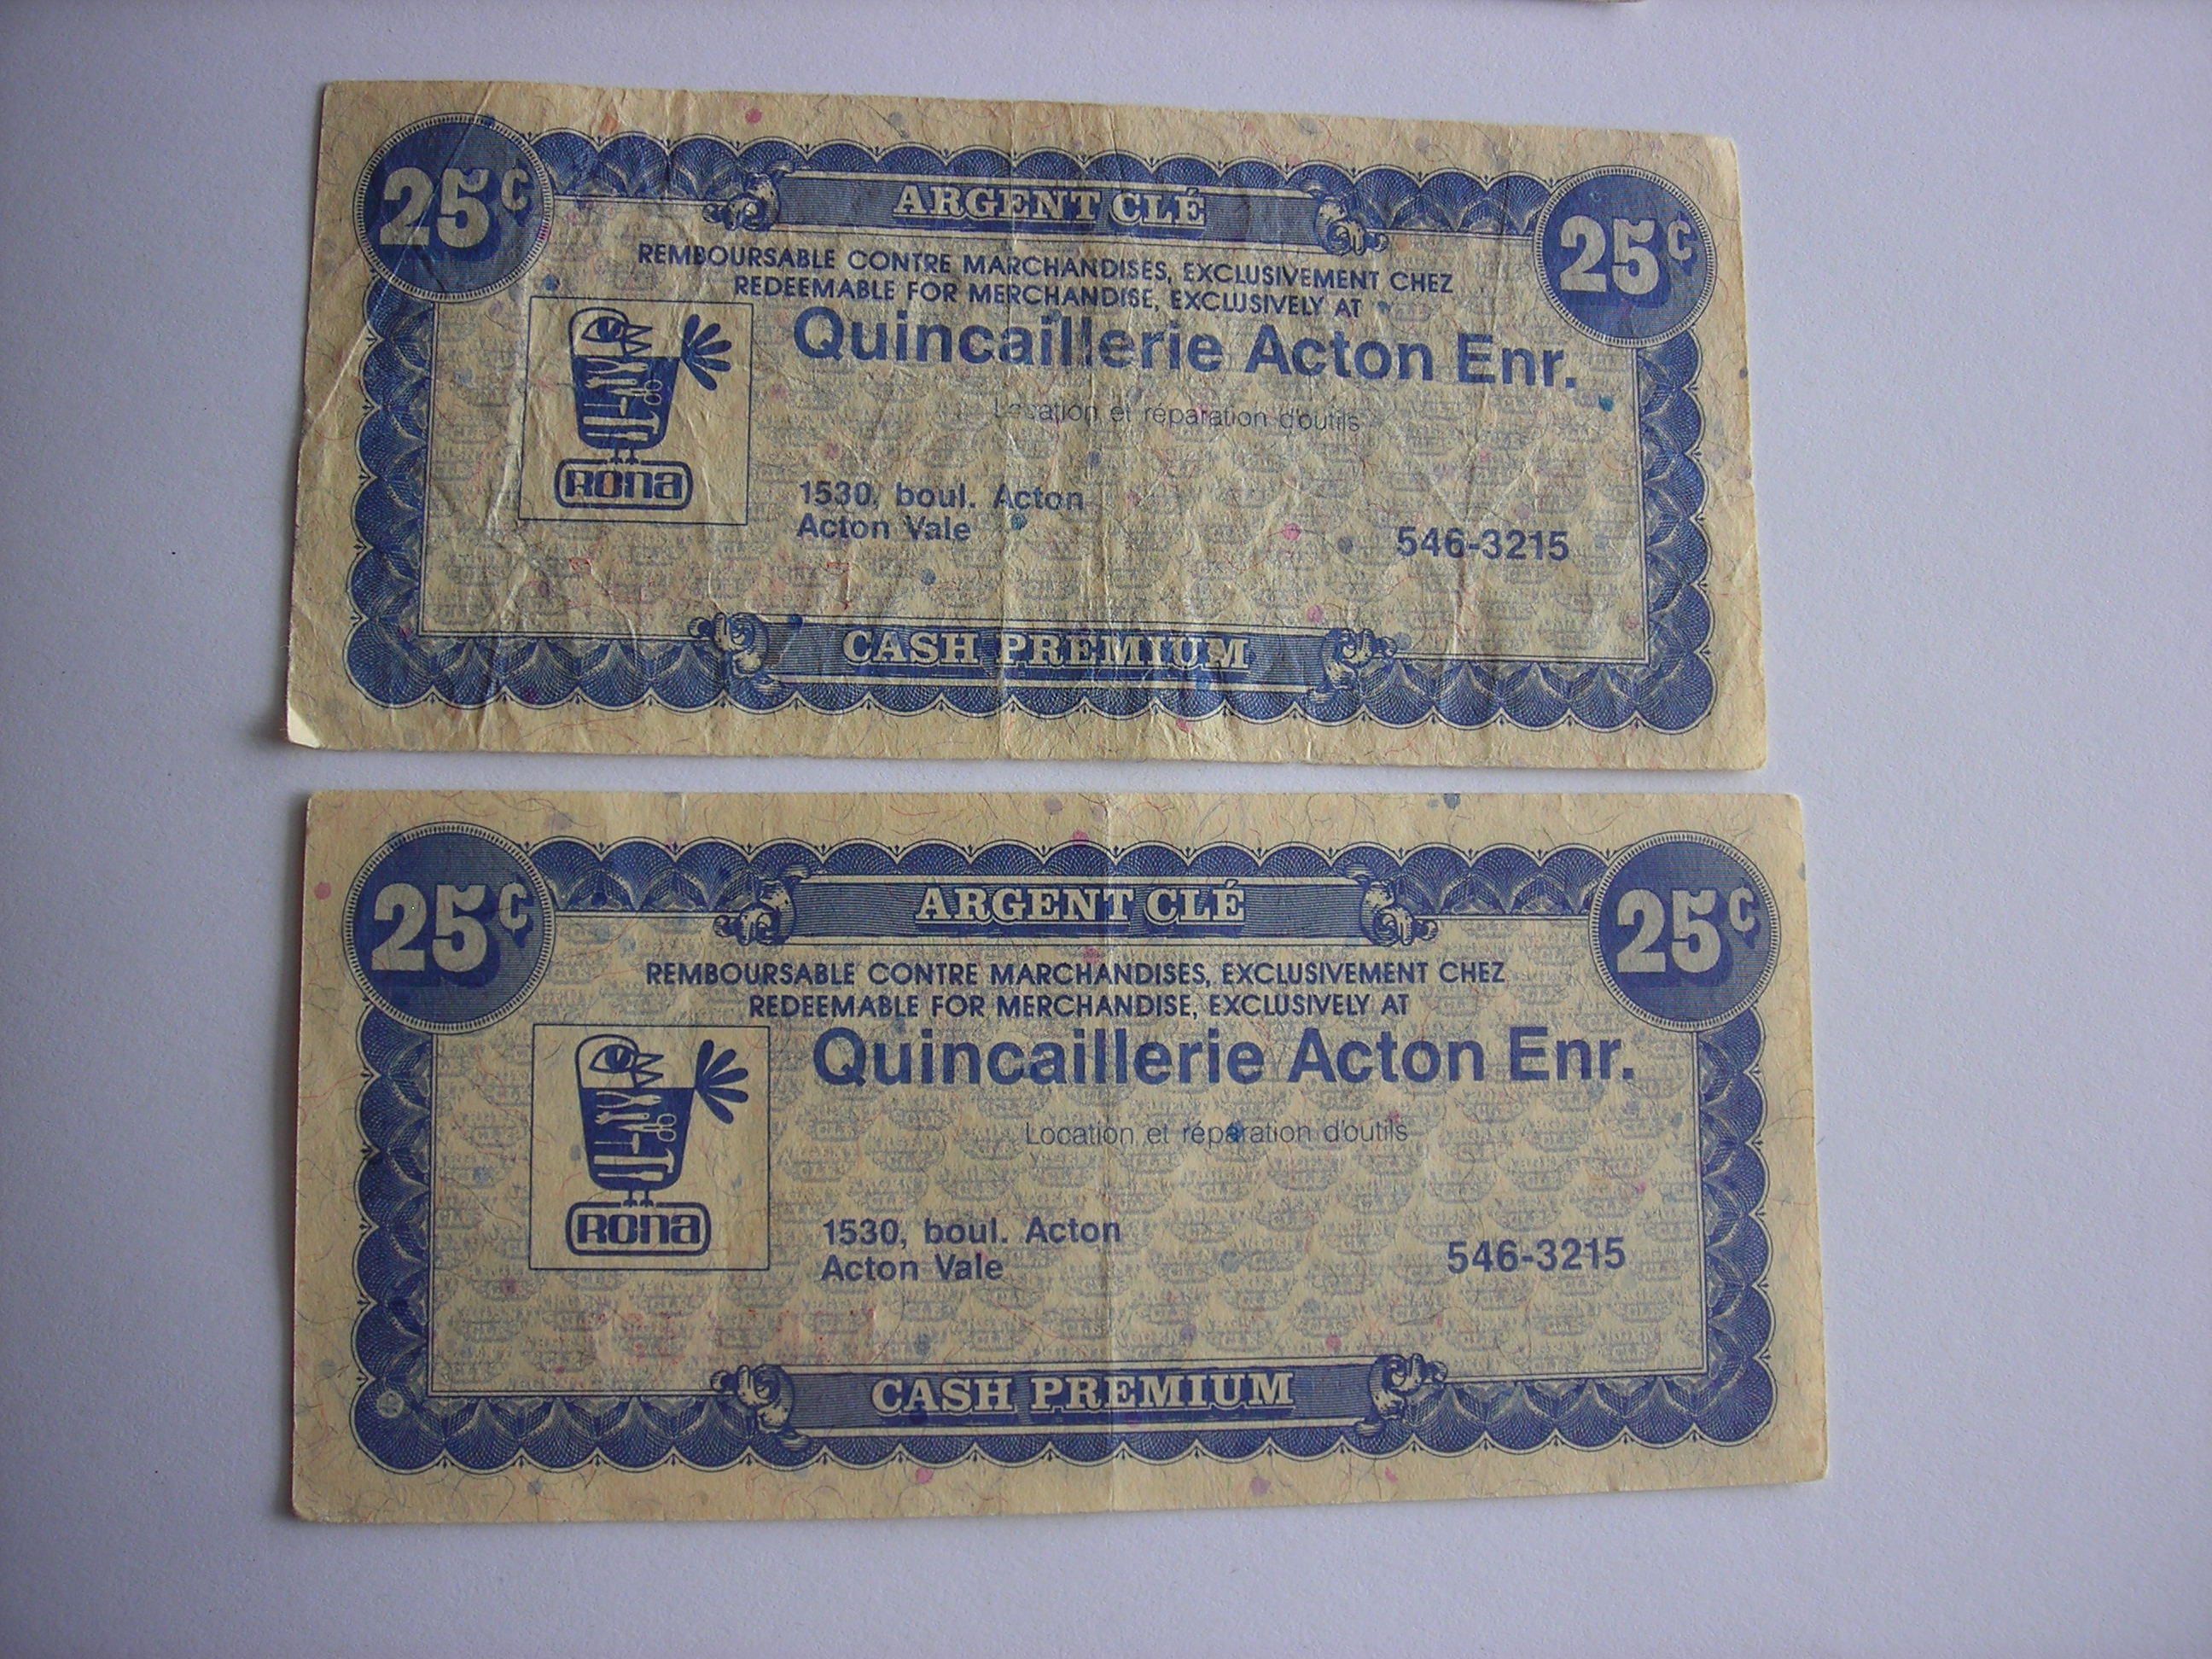 25¢
ARGENT CLÉ
25¢
REMBOURSABLE CONTRE MARCHANDISES, EXCLUSIVEMENT CHEZ
REDEEMABLE FOR MERCHANDISE, EXCLUSIVELY AT
Quincaillerie Acton Enr.
Location et réparation d'outils
RONA
1530, boul. Acton
Acton Vale
546-3215
CASH PREMIUM
25¢
ARGENT CLÉ
25¢
REMBOURSABLE CONTRE MARCHANDISES, EXCLUSIVEMENT CHEZ
REDEEMABLE FOR MERCHANDISE, EXCLUSIVELY AT
Quincaillerie Acton Enr.
Location et réparation d'outils
RONA
1530, boul. Acton
Acton Vale
546-3215
CASH PREMIUM